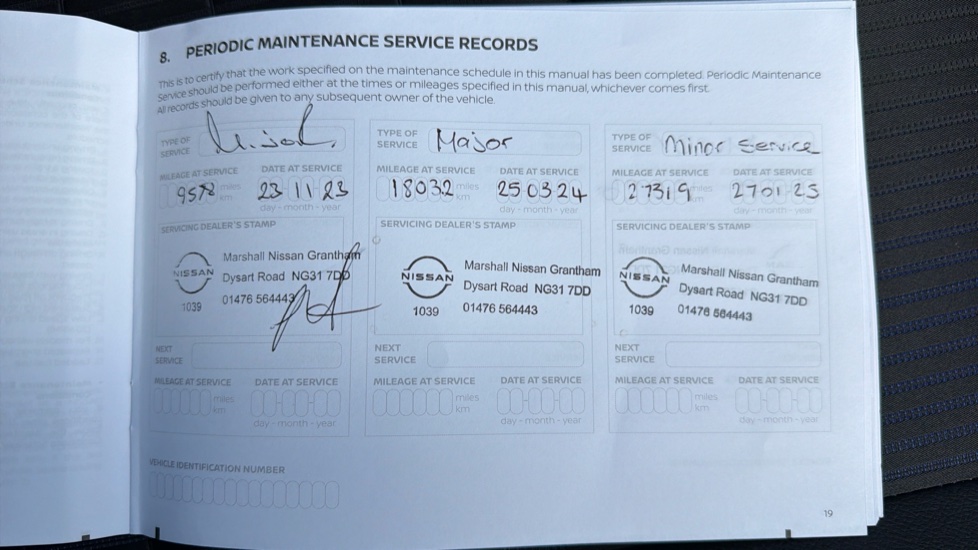 8. PERIODIC MAINTENANCE SERVICE RECORDS
This is to certify that the work specified on the maintenance schedule in this manual has been completed. Periodic Maintenance
Service should be performed either at the times or mileages specified in this manual, whichever comes first.
All records should be given to any subsequent owner of the vehicle.
TYPE OF SERVICE
MILEAGE AT SERVICE DATE AT SERVICE
9578 miles km 23 11 23
day - month - year
SERVICING DEALER'S STAMP
NISSAN
1039
Marshall Nissan Grantham
Dysart Road NG31 7DD
01476 564443
NEXT SERVICE
MILEAGE AT SERVICE DATE AT SERVICE
miles km
day - month - year
TYPE OF SERVICE Major
MILEAGE AT SERVICE DATE AT SERVICE
18032 miles km 25 03 24
day - month - year
SERVICING DEALER'S STAMP
NISSAN
1039
Marshall Nissan Grantham
Dysart Road NG31 7DD
01476 564443
NEXT SERVICE
MILEAGE AT SERVICE DATE AT SERVICE
miles km
day - month - year
TYPE OF SERVICE Minor Service
MILEAGE AT SERVICE DATE AT SERVICE
27319 miles km 27 01 25
day - month - year
SERVICING DEALER'S STAMP
NISSAN
1039
Marshall Nissan Grantham
Dysart Road NG31 7DD
01476 564443
NEXT SERVICE
MILEAGE AT SERVICE DATE AT SERVICE
miles km
day - month - year
VEHICLE IDENTIFICATION NUMBER
19